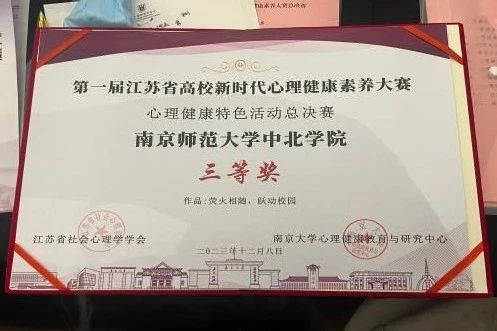 第一届江苏省高校新时代心理健康素养大赛
心理健康特色活动总决赛
南京师范大学中北学院
三等奖
作品:荧火相随,跃动校园
江苏省社会心理学学会
南京大学心理健康教育与研究中心
二〇二三年十二月八日